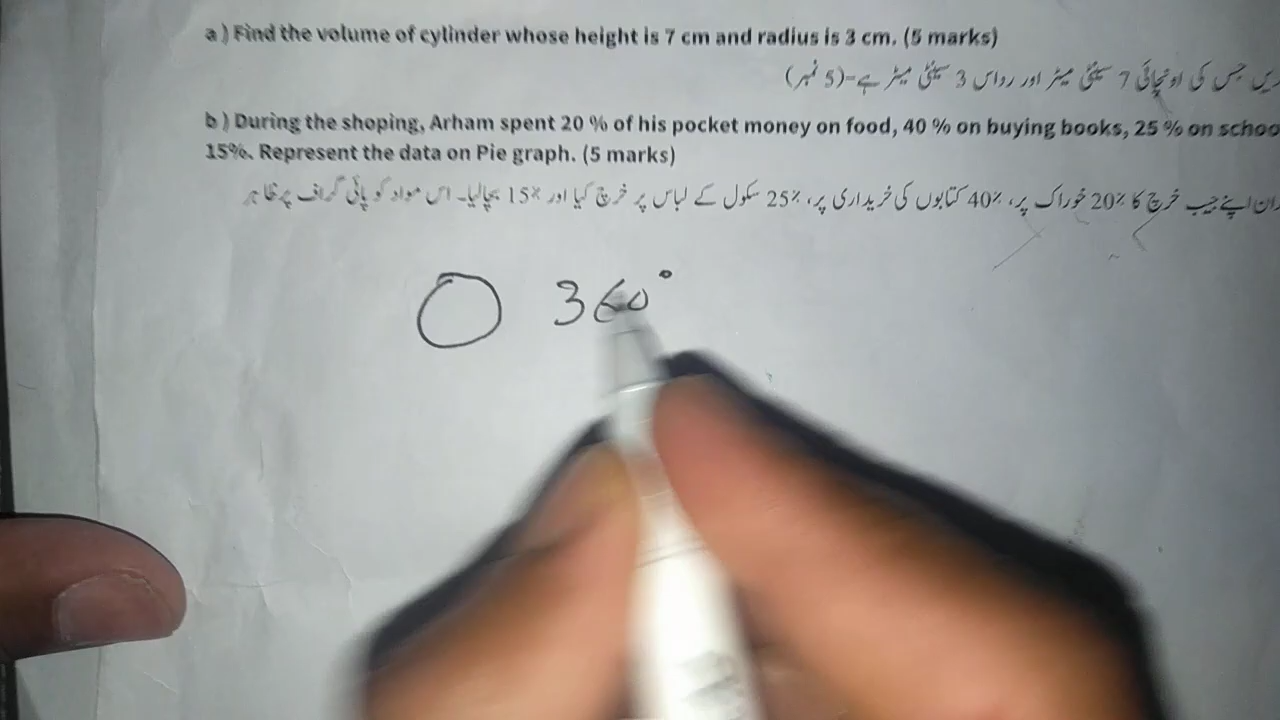 a ) Find the volume of cylinder whose height is 7 cm and radius is 3 cm. (5 marks)
جس کی اونچائی 7 سینٹی میٹر اور رداس 3 سینٹی میٹر ہے-(5 نمبر)
b ) During the shoping, Arham spent 20 % of his pocket money on food, 40 % on buying books, 25 % on schoo
15%. Represent the data on Pie graph. (5 marks)
اپنے جیب خرچ کا 20% خوراک پر، 40% کتابوں کی خریداری پر، 25% سکول کے لباس پر خرچ کیا اور 15% بچالیا۔ اس مواد کو پائی گراف پر ظاہر
360°